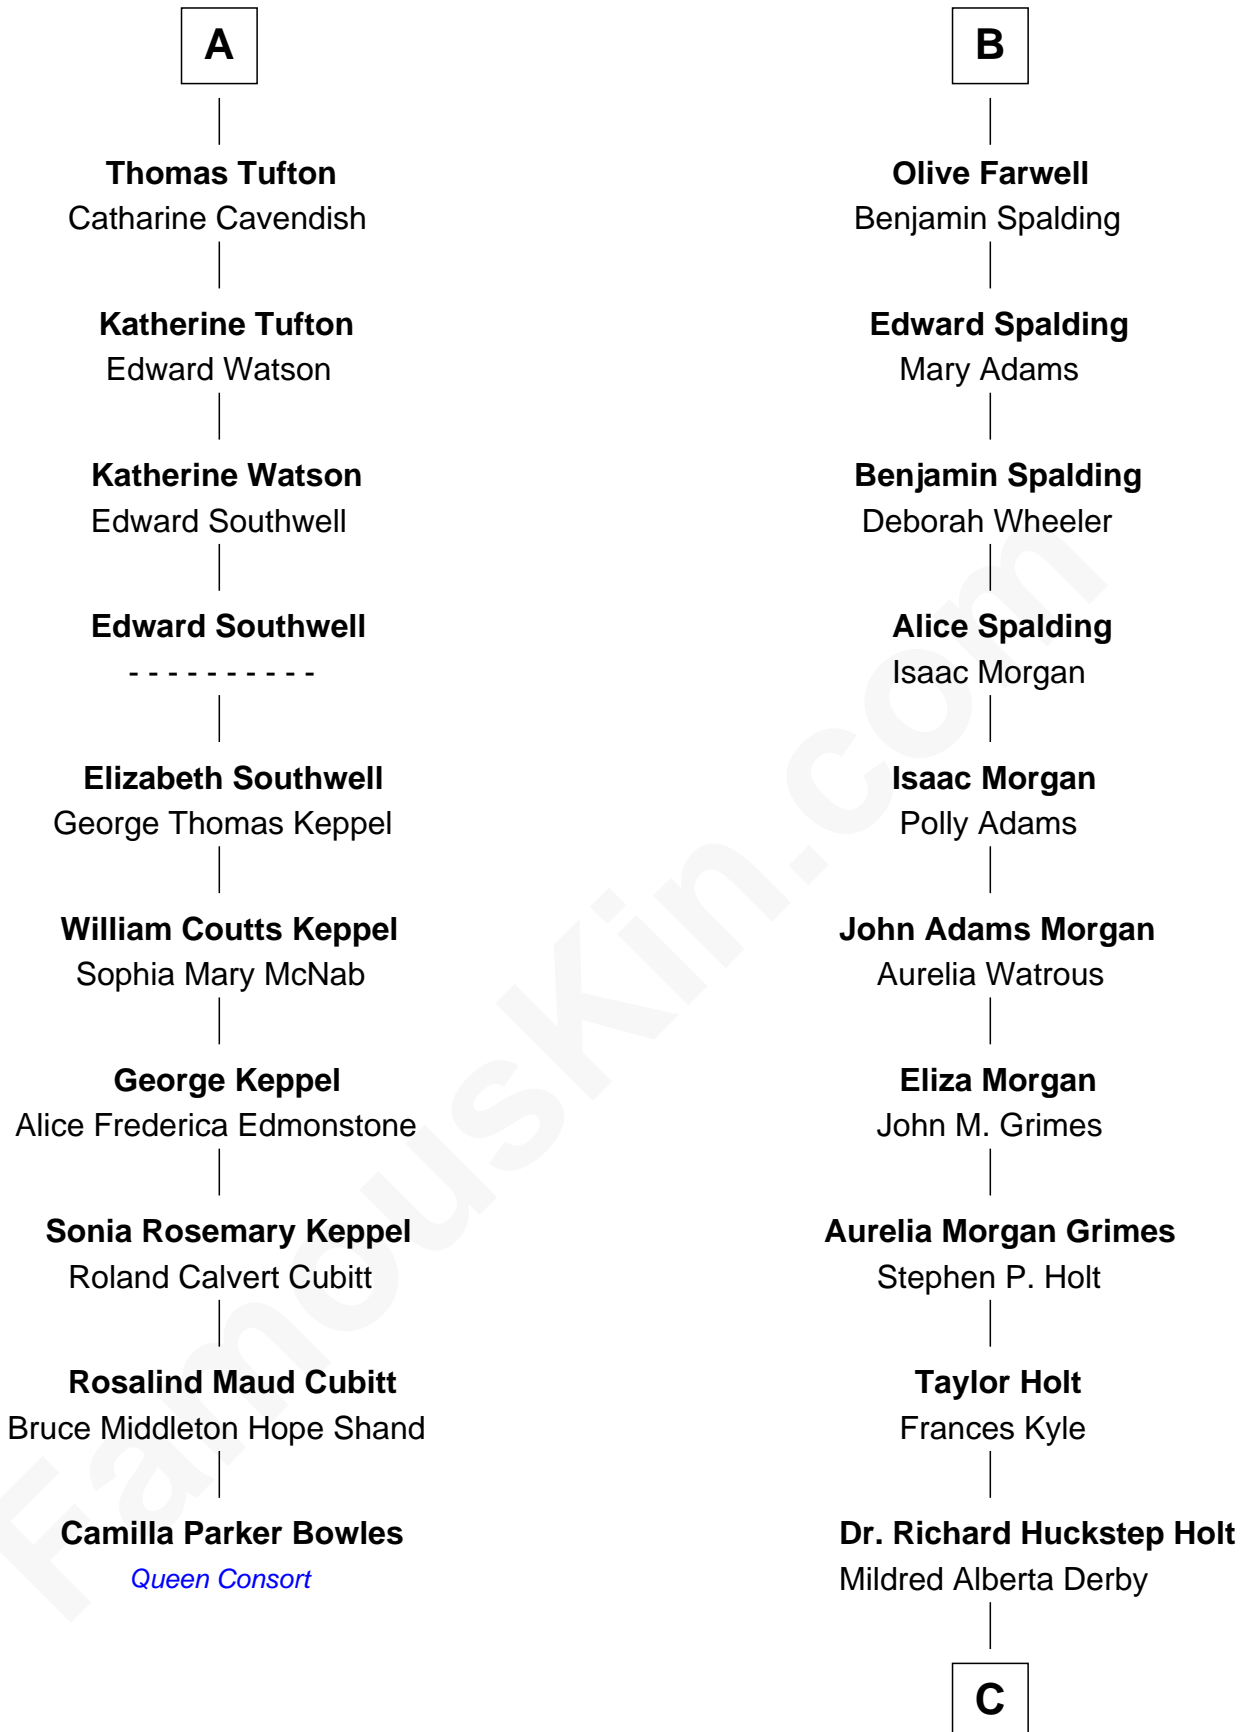 A
Thomas Tufton
Catharine Cavendish
Katherine Tufton
Edward Watson
Katherine Watson
Edward Southwell
Edward Southwell
- - - - - - - - - -
Elizabeth Southwell
George Thomas Keppel
William Coutts Keppel
Sophia Mary McNab
George Keppel
Alice Frederica Edmonstone
Sonia Rosemary Keppel
Roland Calvert Cubitt
Rosalind Maud Cubitt
Bruce Middleton Hope Shand
Camilla Parker Bowles
Queen Consort
B
Olive Farwell
Benjamin Spalding
Edward Spalding
Mary Adams
Benjamin Spalding
Deborah Wheeler
Alice Spalding
Isaac Morgan
Isaac Morgan
Polly Adams
John Adams Morgan
Aurelia Watrous
Eliza Morgan
John M. Grimes
Aurelia Morgan Grimes
Stephen P. Holt
Taylor Holt
Frances Kyle
Dr. Richard Huckstep Holt
Mildred Alberta Derby
C
FamousKin.com